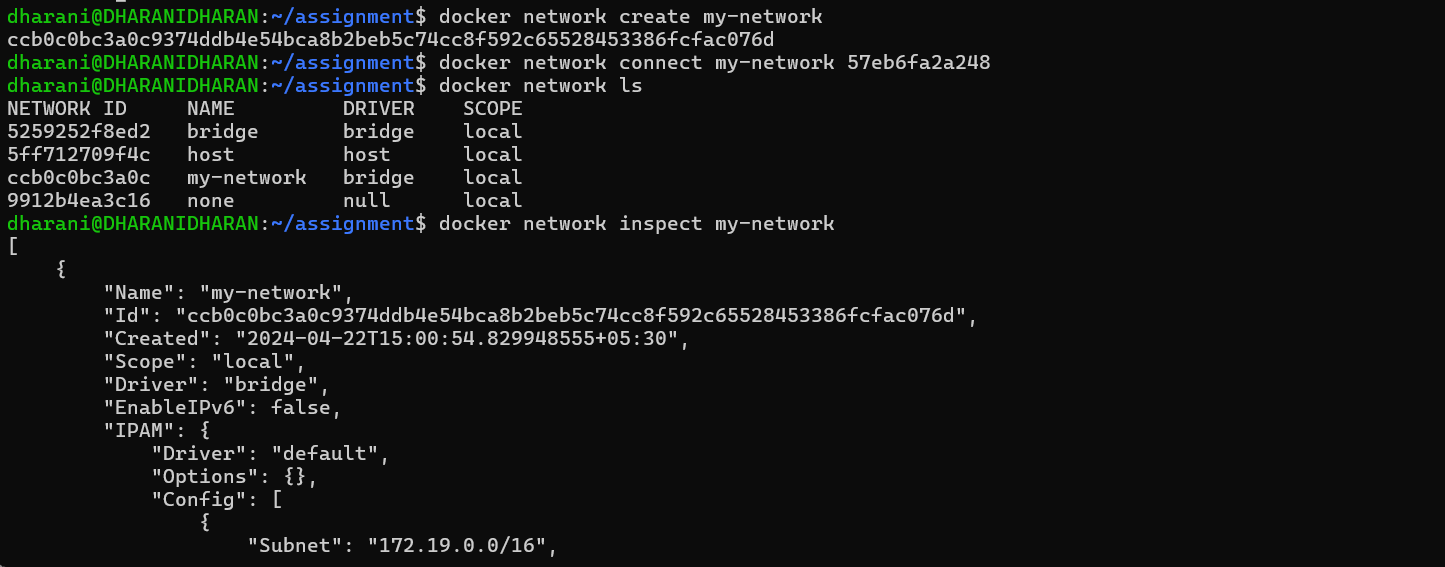 dharani@DHARANIDHARAN:~/assignment$ docker network create my-network
ccb0c0bc3a0c9374ddb4e54bca8b2beb5c74cc8f592c65528453386fcfac076d
dharani@DHARANIDHARAN:~/assignment$ docker network connect my-network 57eb6fa2a248
dharani@DHARANIDHARAN:~/assignment$ docker network ls
NETWORK ID     NAME         DRIVER    SCOPE
5259252f8ed2   bridge       bridge    local
5ff712709f4c   host         host      local
ccb0c0bc3a0c   my-network   bridge    local
9912b4ea3c16   none         null      local
dharani@DHARANIDHARAN:~/assignment$ docker network inspect my-network
[
    {
        "Name": "my-network",
        "Id": "ccb0c0bc3a0c9374ddb4e54bca8b2beb5c74cc8f592c65528453386fcfac076d",
        "Created": "2024-04-22T15:00:54.829948555+05:30",
        "Scope": "local",
        "Driver": "bridge",
        "EnableIPv6": false,
        "IPAM": {
            "Driver": "default",
            "Options": {},
            "Config": [
                {
                    "Subnet": "172.19.0.0/16",